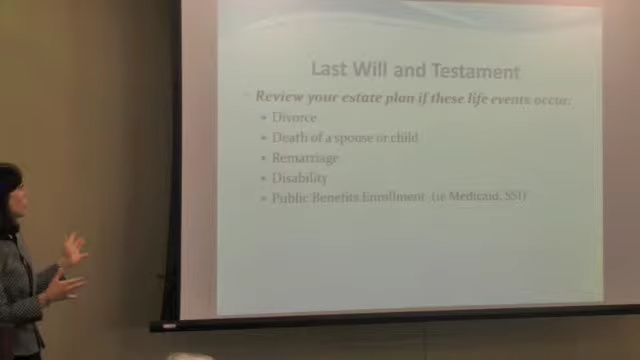 Last Will and Testament
Review your estate plan if these life events occur:
Divorce
Death of a spouse or child
Remarriage
Disability
Public Benefits Enrollment (ie Medicaid, SSI)